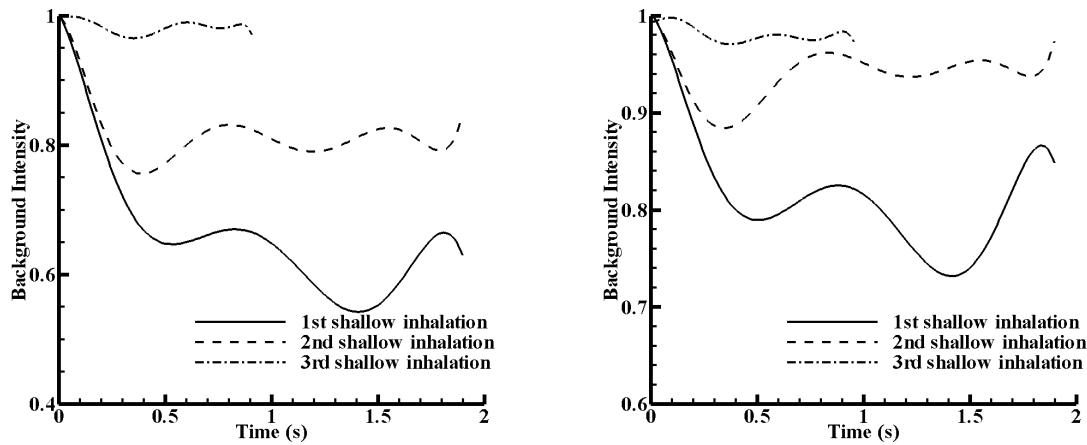 1
0.8
0.6
0.4
Background Intensity
1st shallow inhalation
2nd shallow inhalation
3rd shallow inhalation
0
0.5
1
1.5
2
Time (s)
1
0.9
0.8
0.7
0.6
Background Intensity
1st shallow inhalation
2nd shallow inhalation
3rd shallow inhalation
0
0.5
1
1.5
2
Time (s)